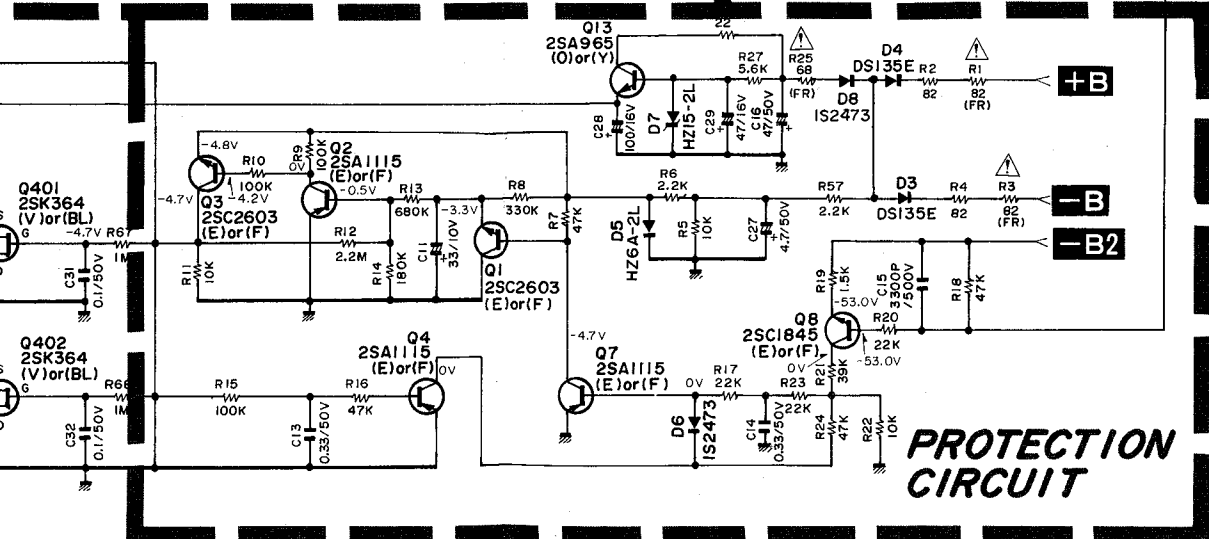 22
Q13
2SA965
(O)or(Y)
R27
5.6K
R25
68
(FR)
D4
DS135E
R2
82
R1
82
(FR)
+B
D8
1S2473
C28
100/16V
D7
HZ15-2L
C29
47/16V
C16
47/50V
-4.8V
R10
100K
-4.2V
0V
R9
100K
Q2
2SA1115
(E)or(F)
-0.5V
R13
680K
R8
330K
R6
2.2K
R57
2.2K
D3
DS135E
R4
82
R3
82
(FR)
-B
-B2
Q401
2SK364
(V)or(BL)
-4.7V
G
R67
1M
C31
0.1/50V
-4.7V
Q3
2SC2603
(E)or(F)
R11
10K
R12
2.2M
R14
180K
C11
33/10V
-3.3V
Q1
2SC2603
(E)or(F)
R7
47K
D5
HZ6A-2L
R5
10K
C27
4.7/50V
R19
1.5K
C15
3300P
/500V
R18
47K
-53.0V
Q8
2SC1845
(E)or(F)
R20
22K
-53.0V
0V
R21
39K
Q402
2SK364
(V)or(BL)
G
R68
1M
C32
0.1/50V
R15
100K
C13
0.33/50V
R16
47K
Q4
2SA1115
(E)or(F)
0V
-4.7V
Q7
2SA1115
(E)or(F)
0V
R17
22K
R23
22K
D6
1S2473
C14
0.33/50V
R24
47K
R22
10K
PROTECTION
CIRCUIT